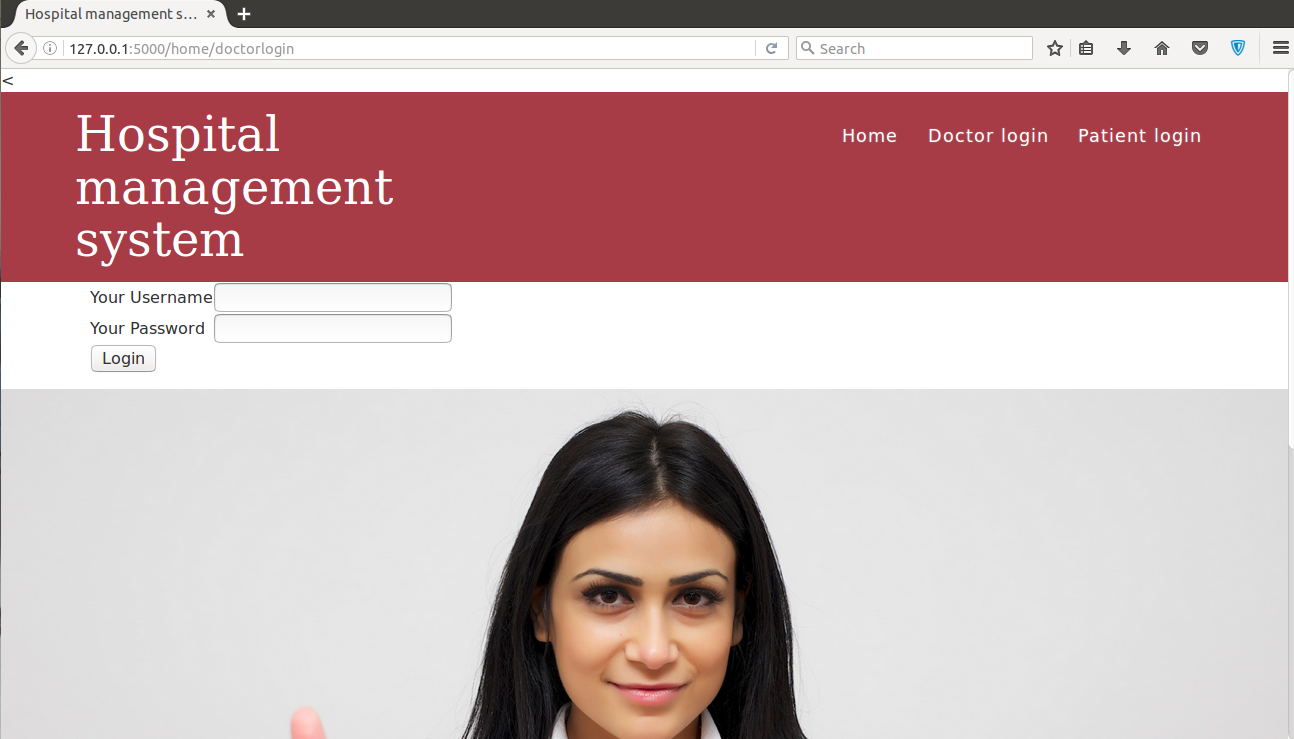 Hospital management s...
127.0.0.1:5000/home/doctorlogin
Search
<
Hospital
management
system
Home Doctor login Patient login
Your Username
Your Password
Login